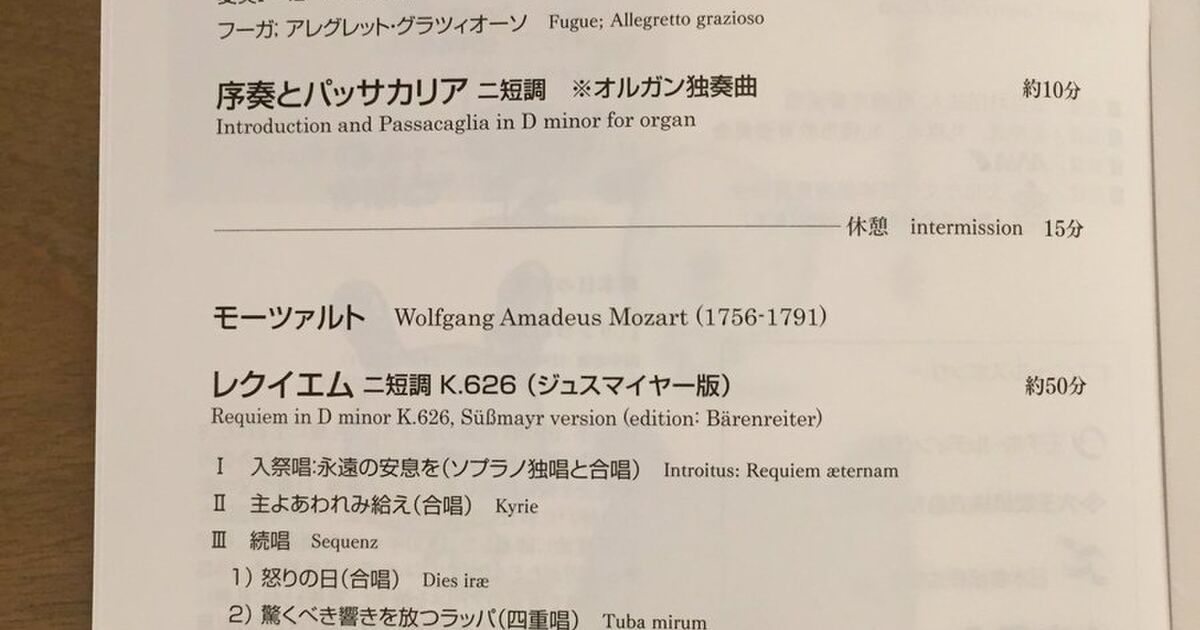 フーガ; アレグレット・グラツィオーソ Fugue; Allegretto grazioso
序奏とパッサカリア ニ短調 ※オルガン独奏曲 約10分
Introduction and Passacaglia in D minor for organ
休憩 intermission 15分
モーツァルト Wolfgang Amadeus Mozart (1756-1791)
レクイエム ニ短調 K.626 (ジュスマイヤー版) 約50分
Requiem in D minor K.626, Süßmayr version (edition: Bärenreiter)
Ⅰ 入祭唱:永遠の安息を(ソプラノ独唱と合唱) Introitus: Requiem æternam
Ⅱ 主よあわれみ給え(合唱) Kyrie
Ⅲ 続唱 Sequenz
1) 怒りの日(合唱) Dies iræ
2) 驚くべき響きを放つラッパ(四重唱) Tuba mirum